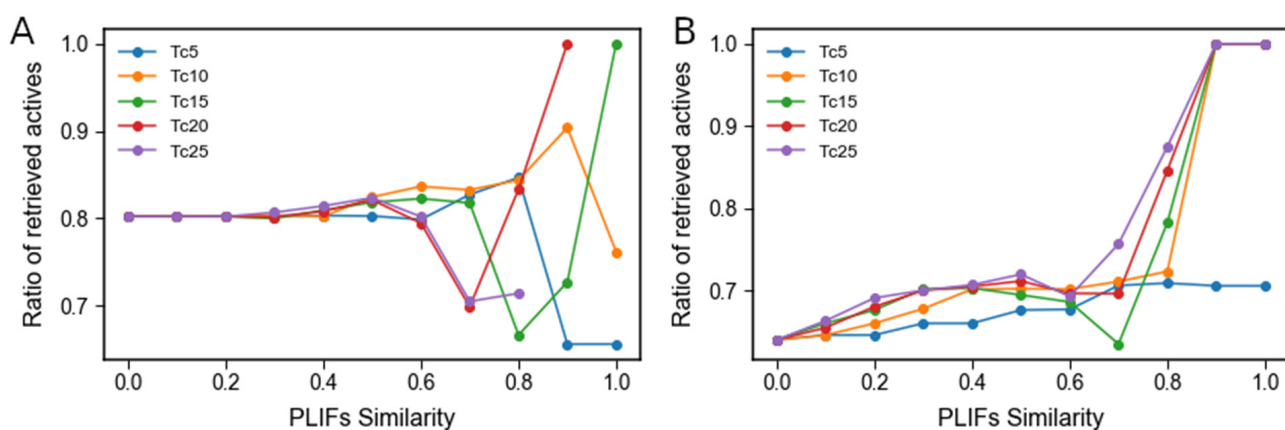 A
Ratio of retrieved actives
1.0
0.9
0.8
0.7
Tc5
Tc10
Tc15
Tc20
Tc25
0.0 0.2 0.4 0.6 0.8 1.0
PLIFs Similarity
B
Ratio of retrieved actives
1.0
0.9
0.8
0.7
Tc5
Tc10
Tc15
Tc20
Tc25
0.0 0.2 0.4 0.6 0.8 1.0
PLIFs Similarity